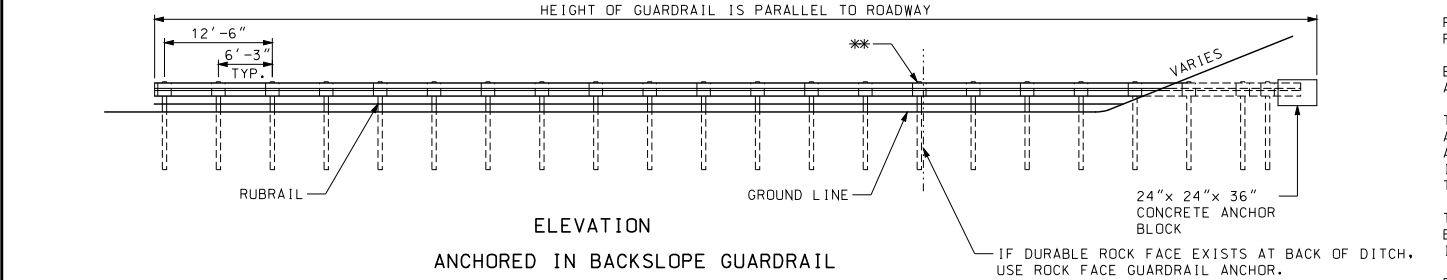 HEIGHT OF GUARDRAIL IS PARALLEL TO ROADWAY
12'-6"
6'-3"
TYP.
**
VARIES
RUBRAIL
GROUND LINE
24"x 24"x 36"
CONCRETE ANCHOR
BLOCK
ELEVATION
ANCHORED IN BACKSLOPE GUARDRAIL
IF DURABLE ROCK FACE EXISTS AT BACK OF DITCH,
USE ROCK FACE GUARDRAIL ANCHOR.